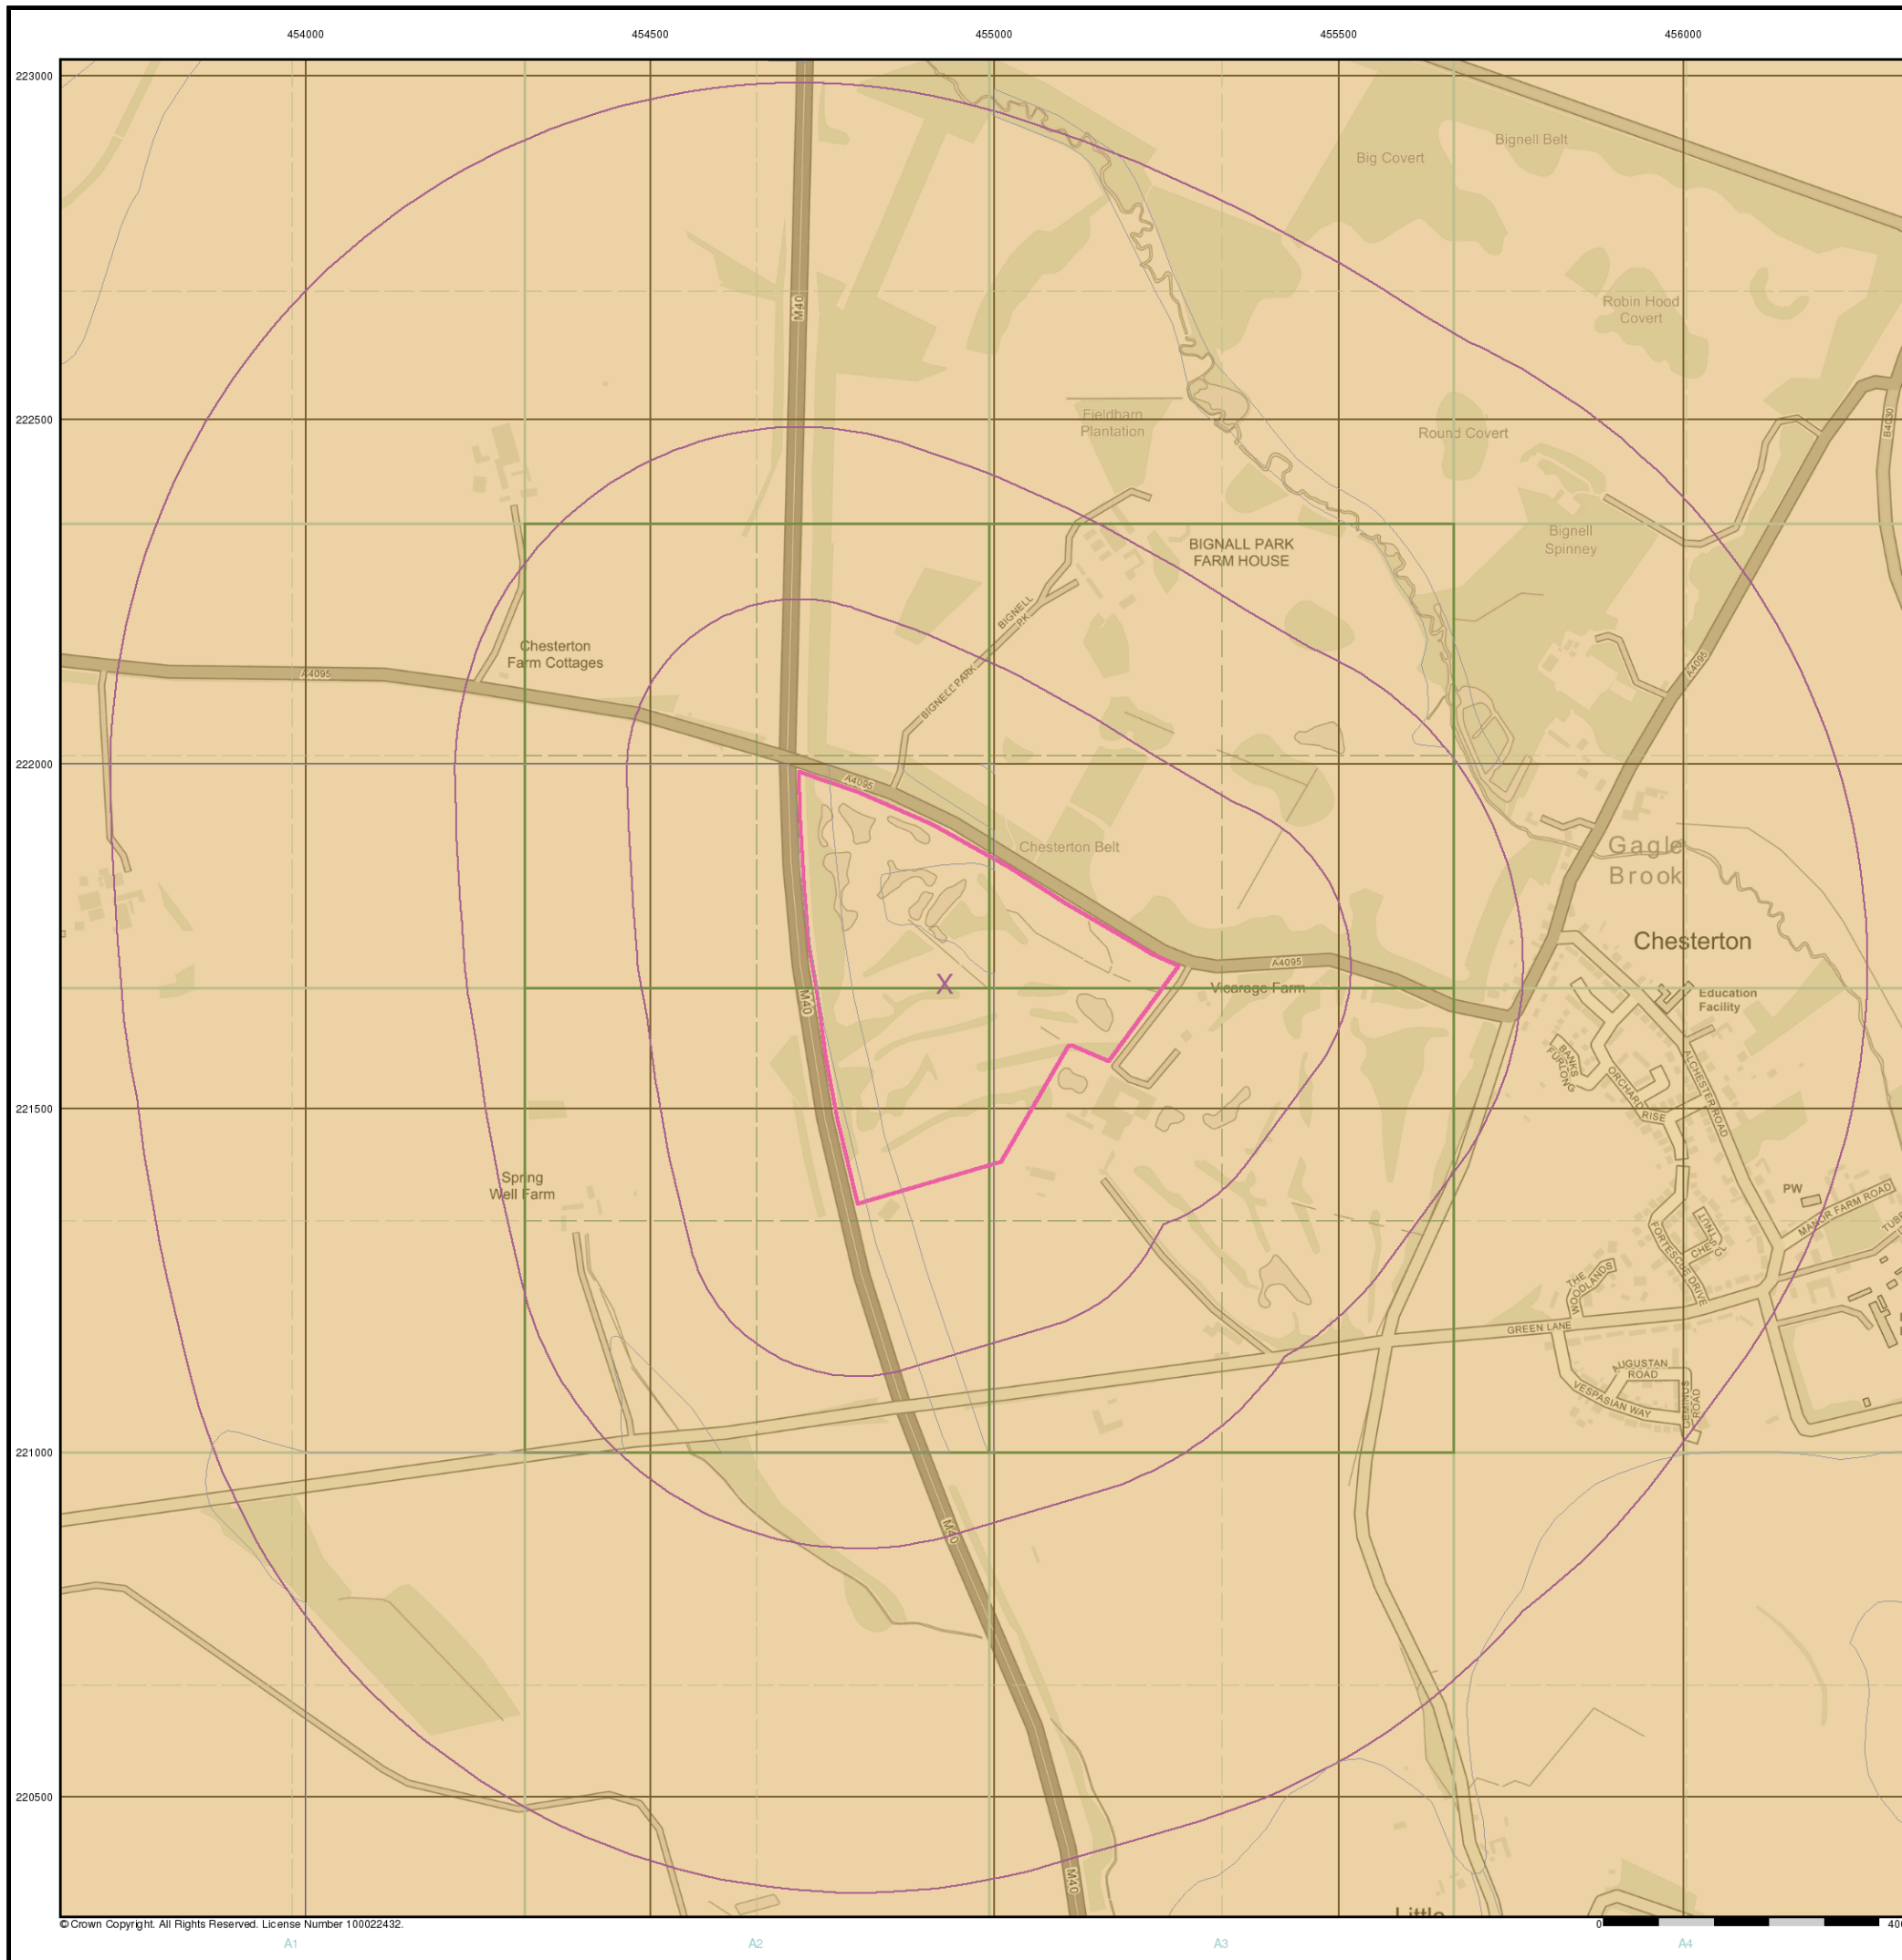 454000
454500
455000
455500
456000
223000
Bignell Belt
Big Covert
M40
Robin Hood
Covert
222500
Fieldbarn
Plantation
Round Covert
B4030
Bignell
Spinney
BIGNALL PARK
FARM HOUSE
BIGNELL
PK
Chesterton
Farm Cottages
A4095
A4095
BIGNELL PARK
222000
A4095
Chesterton Belt
Gagle
Brook
Chesterton
A4095
X
Vicarage Farm
Education
Facility
M40
BANKS
FURLONG
ORCHARD
RISE
ALCHESTER ROAD
221500
Spring
Well Farm
PW
MANOR FARM ROAD
CHESTNUT
FORTESCUE DRIVE
THE
WOODLANDS
GREEN LANE
AUGUSTAN
ROAD
VESPASIAN WAY
GEMINUS
ROAD
221000
M40
220500
M40
Little
© Crown Copyright. All Rights Reserved. License Number 100022432.
0
A1
A2
A3
A4